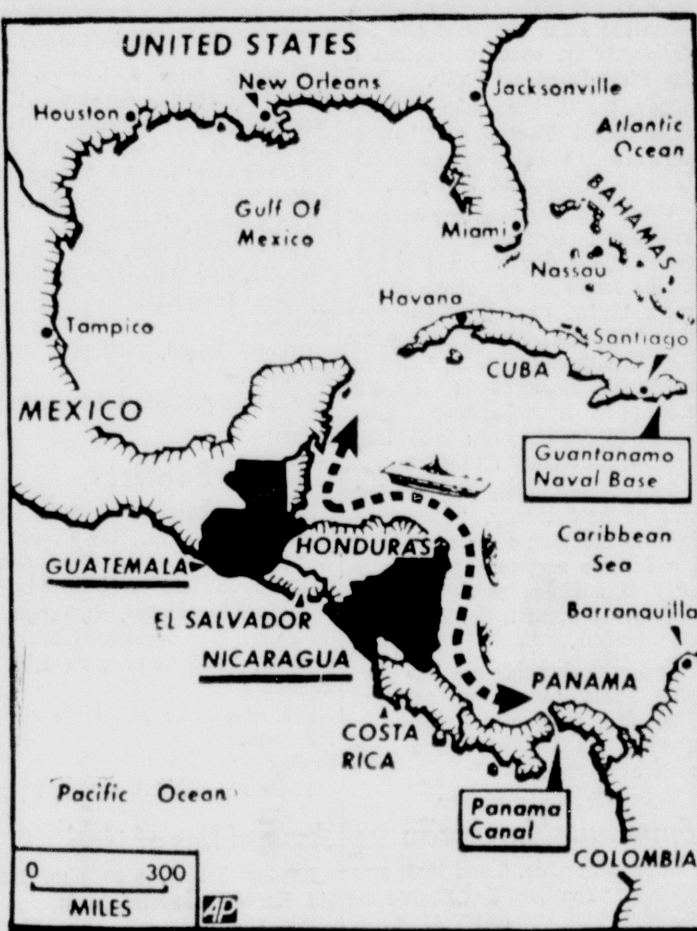 UNITED STATES
New Orleans
Houston
Jacksonville
Atlantic
Ocean
Gulf Of
Mexico
BAHAMAS
Miami
Nassau
Havana
Tampico
Santiago
CUBA
MEXICO
Guantanamo
Naval Base
HONDURAS
Caribbean
Sea
GUATEMALA
EL SALVADOR
Barranquilla
NICARAGUA
PANAMA
COSTA
RICA
Pacific Ocean
Panama
Canal
COLOMBIA
0 300
MILES
AP